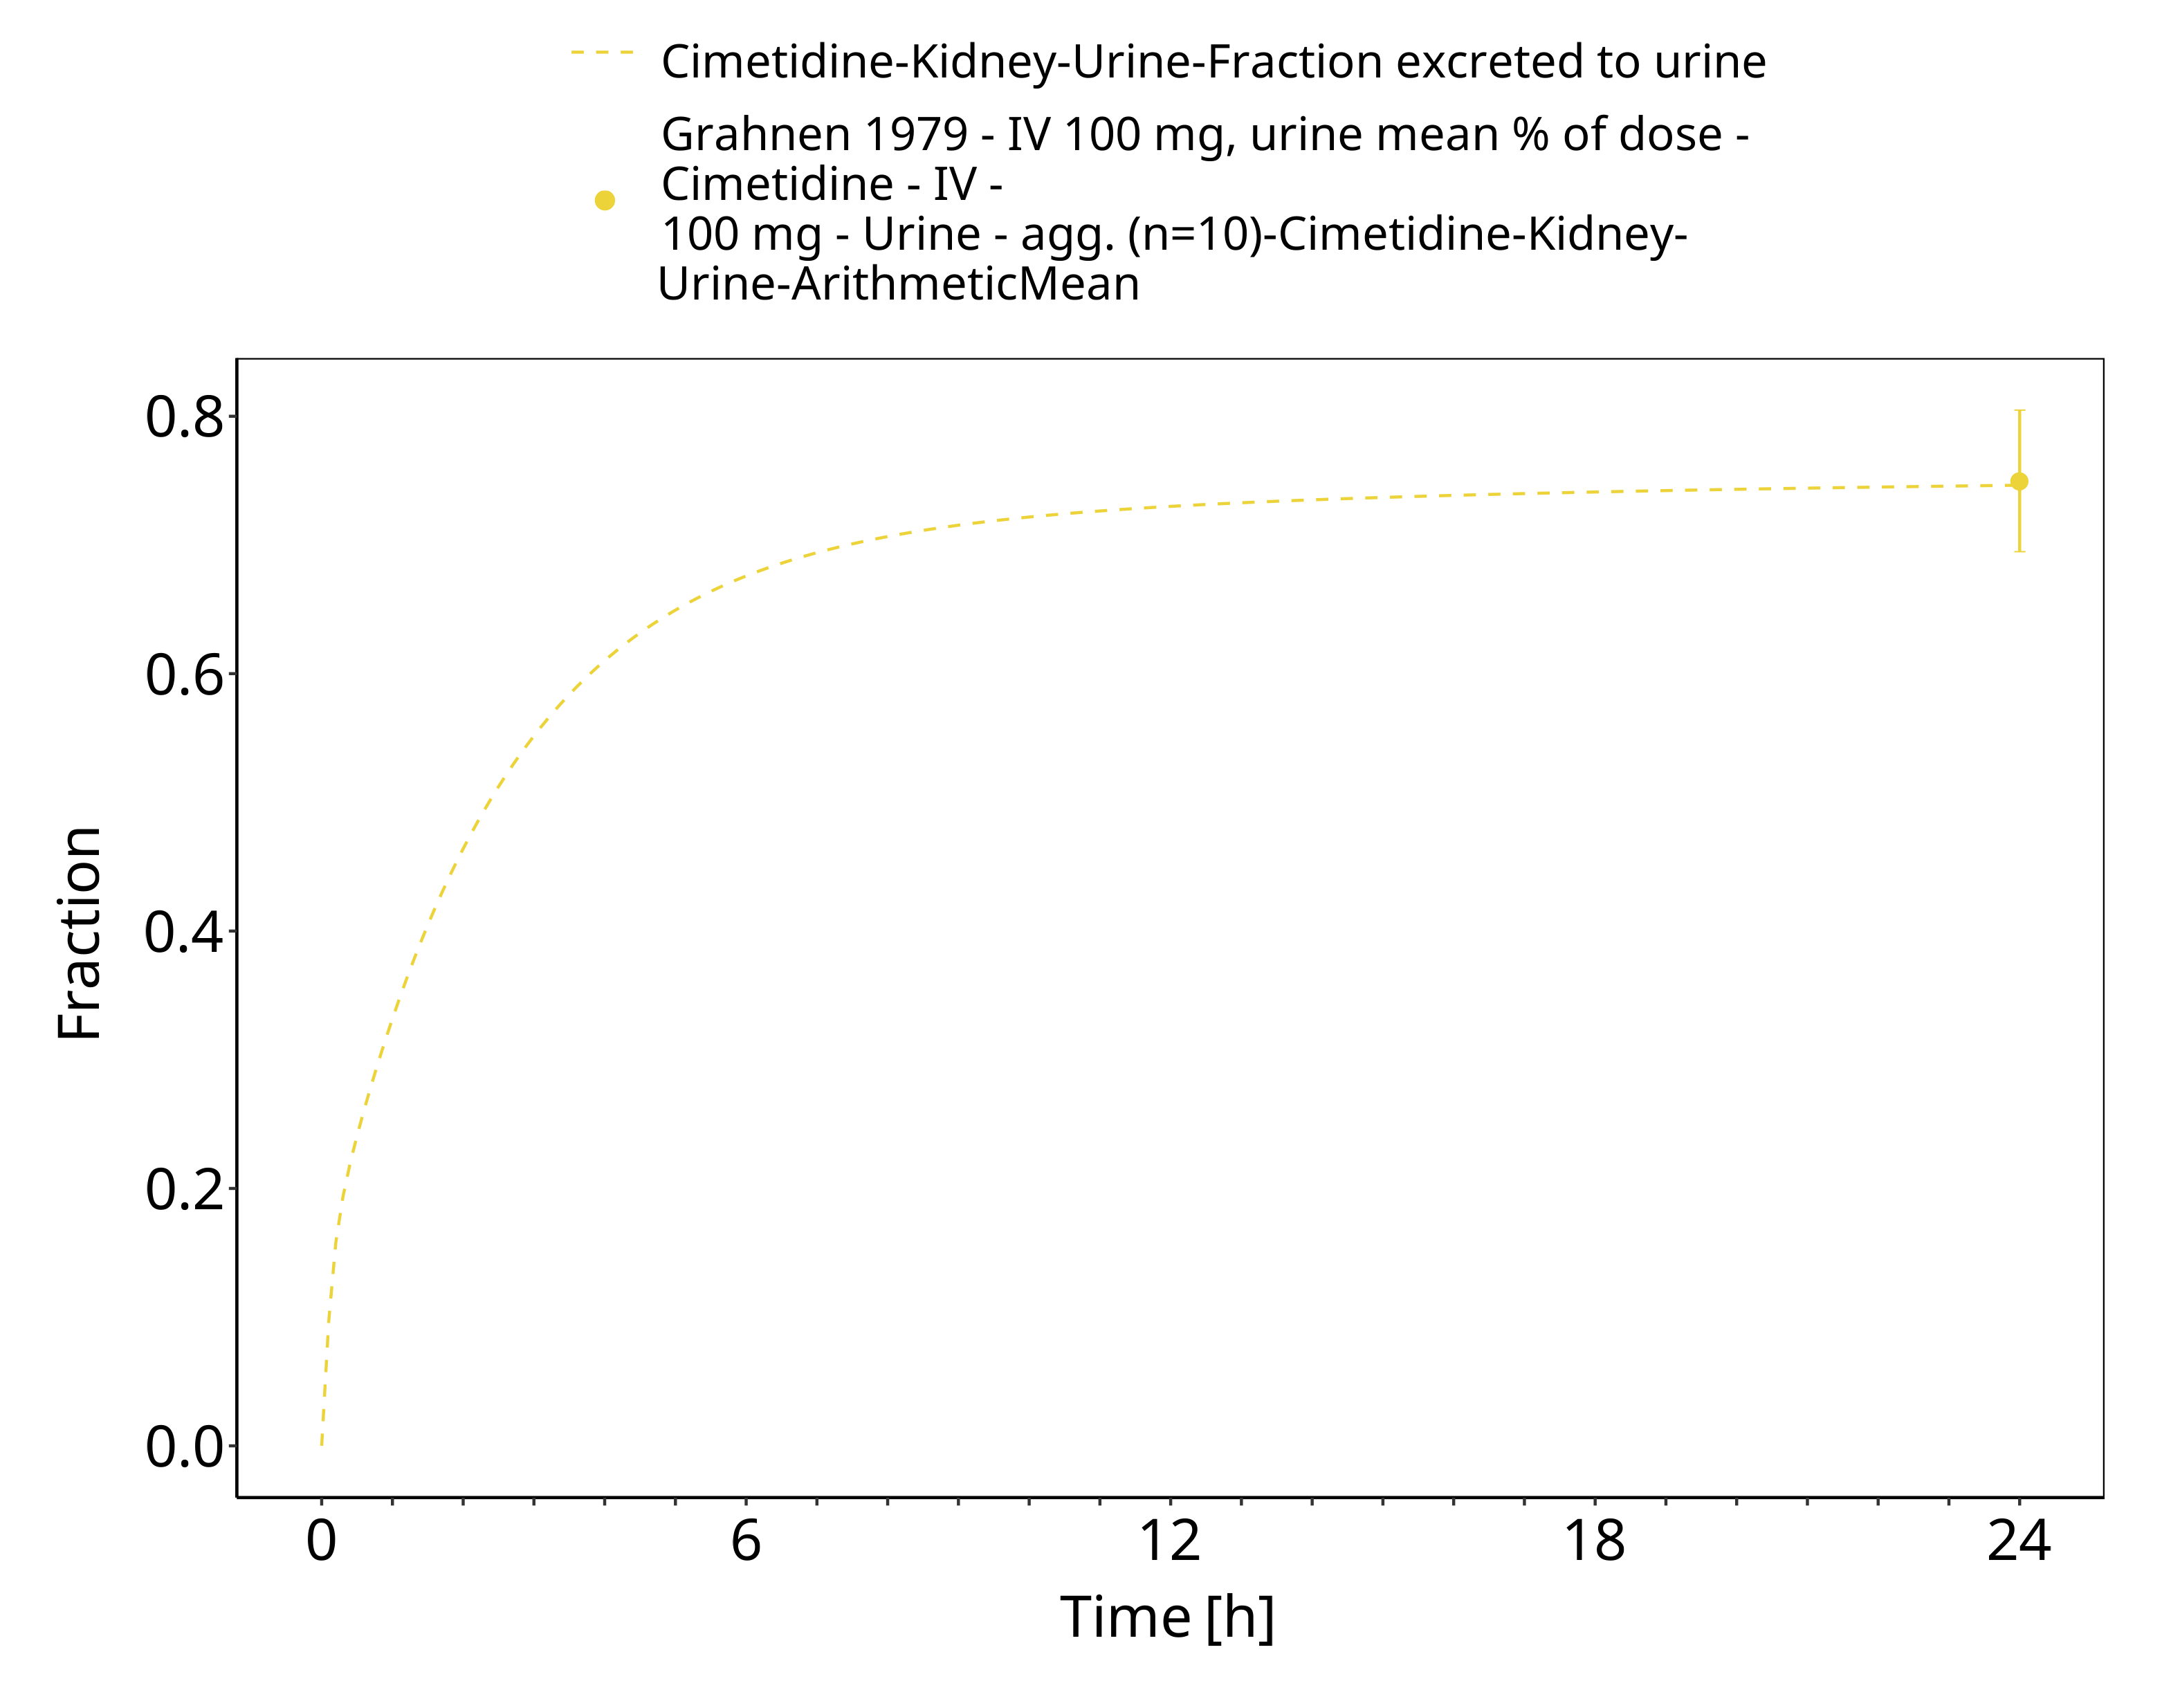 Cimetidine-Kidney-Urine-Fraction excreted to urine
Grahnen 1979 - IV 100 mg, urine mean % of dose -
Cimetidine - IV -
100 mg - Urine - agg. (n=10)-Cimetidine-Kidney-
Urine-ArithmeticMean
0.8
0.6
0.4
0.2
0.0
Fraction
0 6 12 18 24
Time [h]